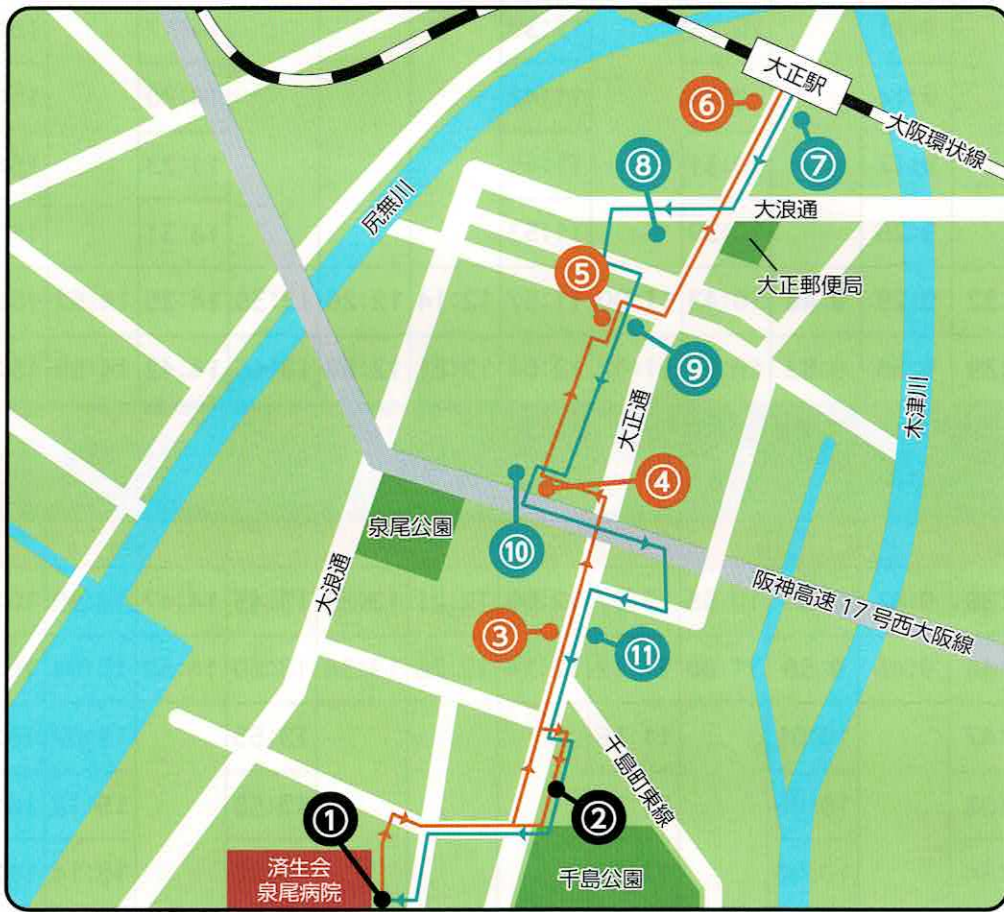 大正駅
⑥
大阪環状線
⑦
⑧
尻無川
大浪通
⑤
大正郵便局
⑨
木津川
大正通
④
泉尾公園
⑩
大浪通
阪神高速 17 号西大阪線
③
⑪
千島町東線
①
②
済生会
泉尾病院
千島公園